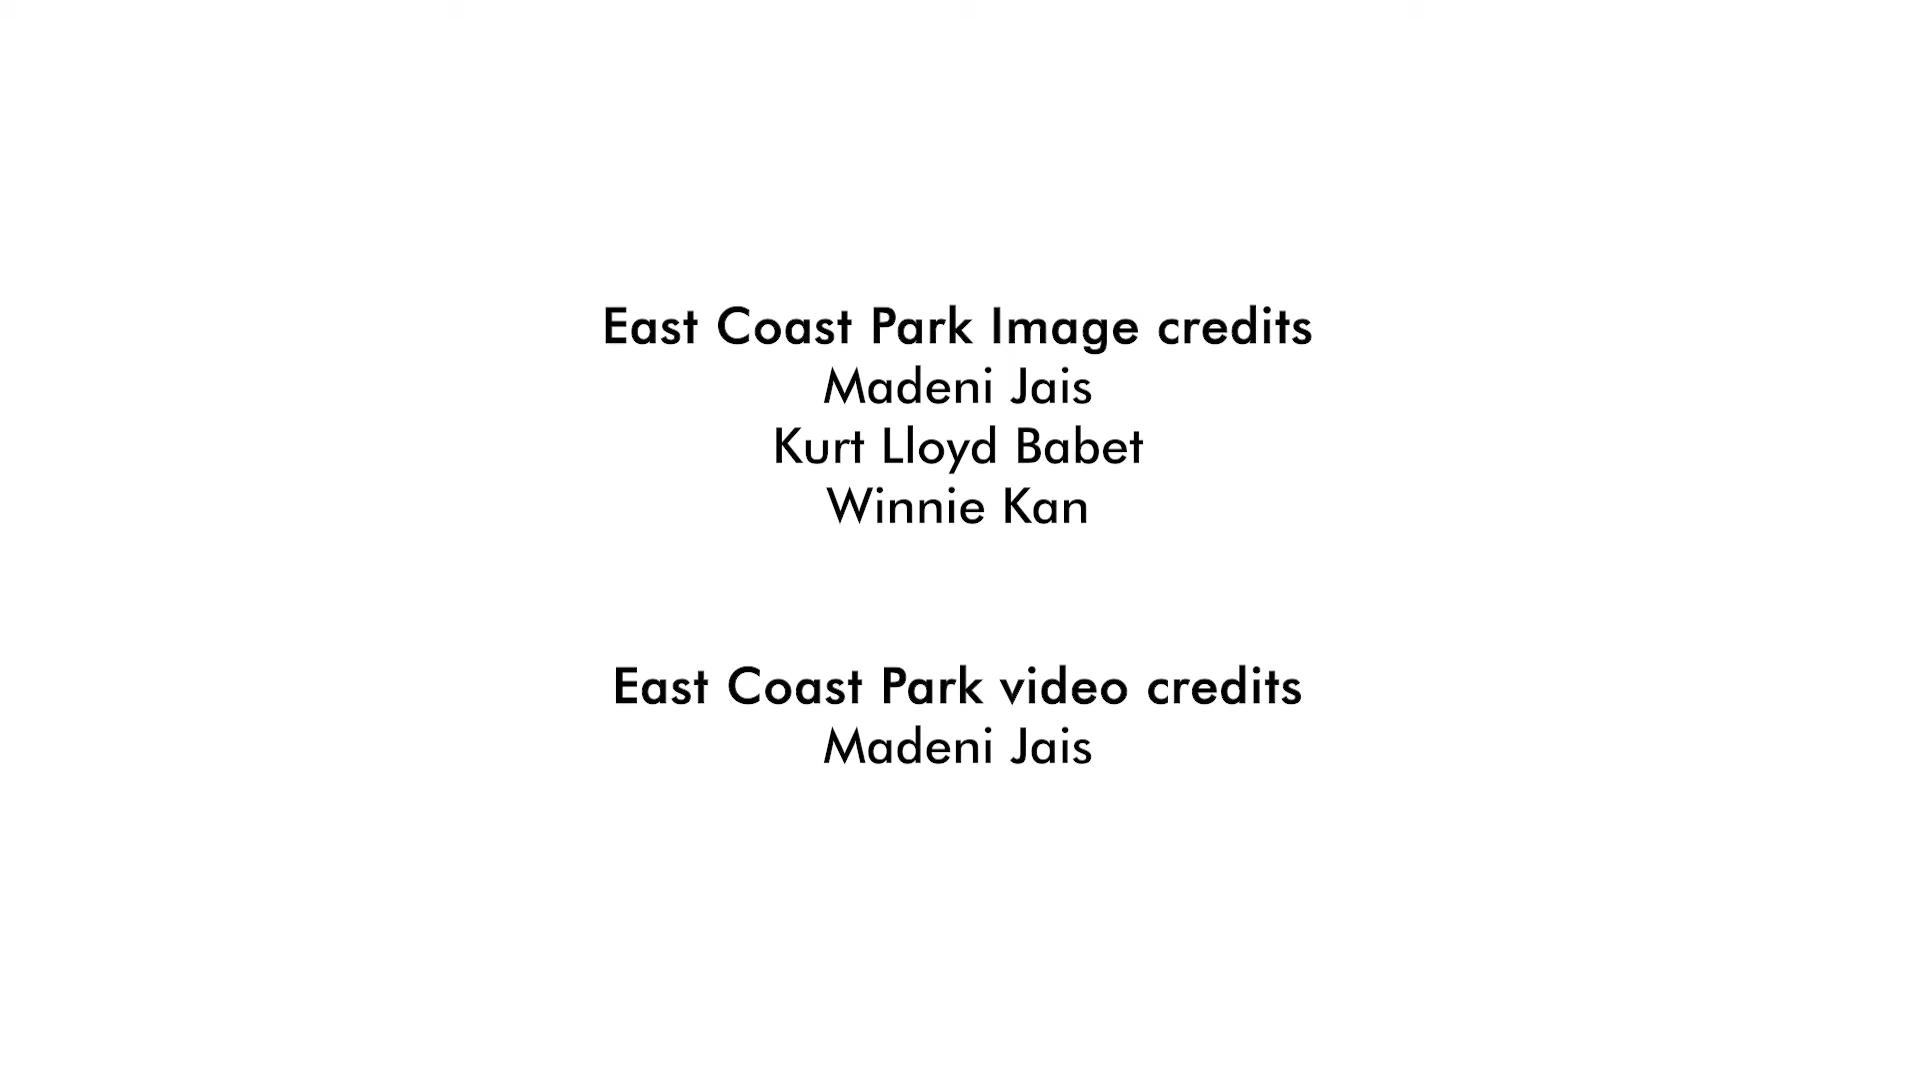 East Coast Park Image credits
Madeni Jais
Kurt Lloyd Babet
Winnie Kan
East Coast Park video credits
Madeni Jais